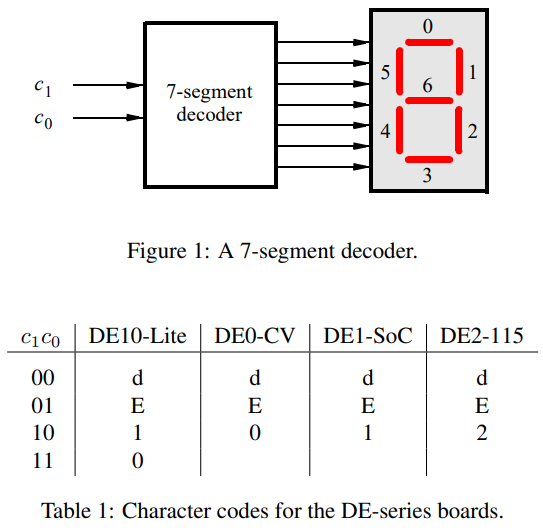 0
5 1
6
c1 7-segment
c0 decoder
4 2
3
Figure 1: A 7-segment decoder.
c1c0 DE10-Lite DE0-CV DE1-SoC DE2-115
00 d d d d
01 E E E E
10 1 0 1 2
11 0
Table 1: Character codes for the DE-series boards.